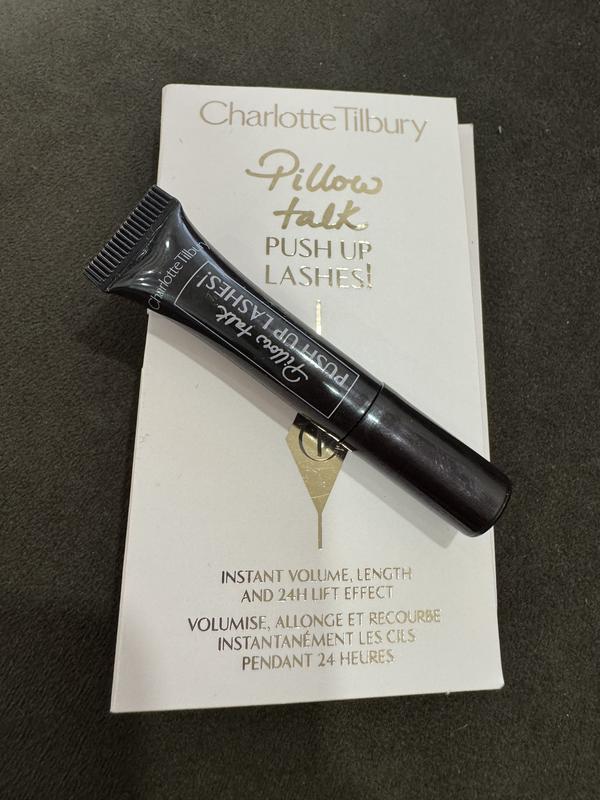 Charlotte Tilbury
Pillow
talk
PUSH UP
LASHES!
Charlotte Tilbury
Pillow talk
PUSH UP LASHES!
INSTANT VOLUME, LENGTH
AND 24H LIFT EFFECT
VOLUMISE, ALLONGE ET RECOURBE
INSTANTANÉMENT LES CILS
PENDANT 24 HEURES